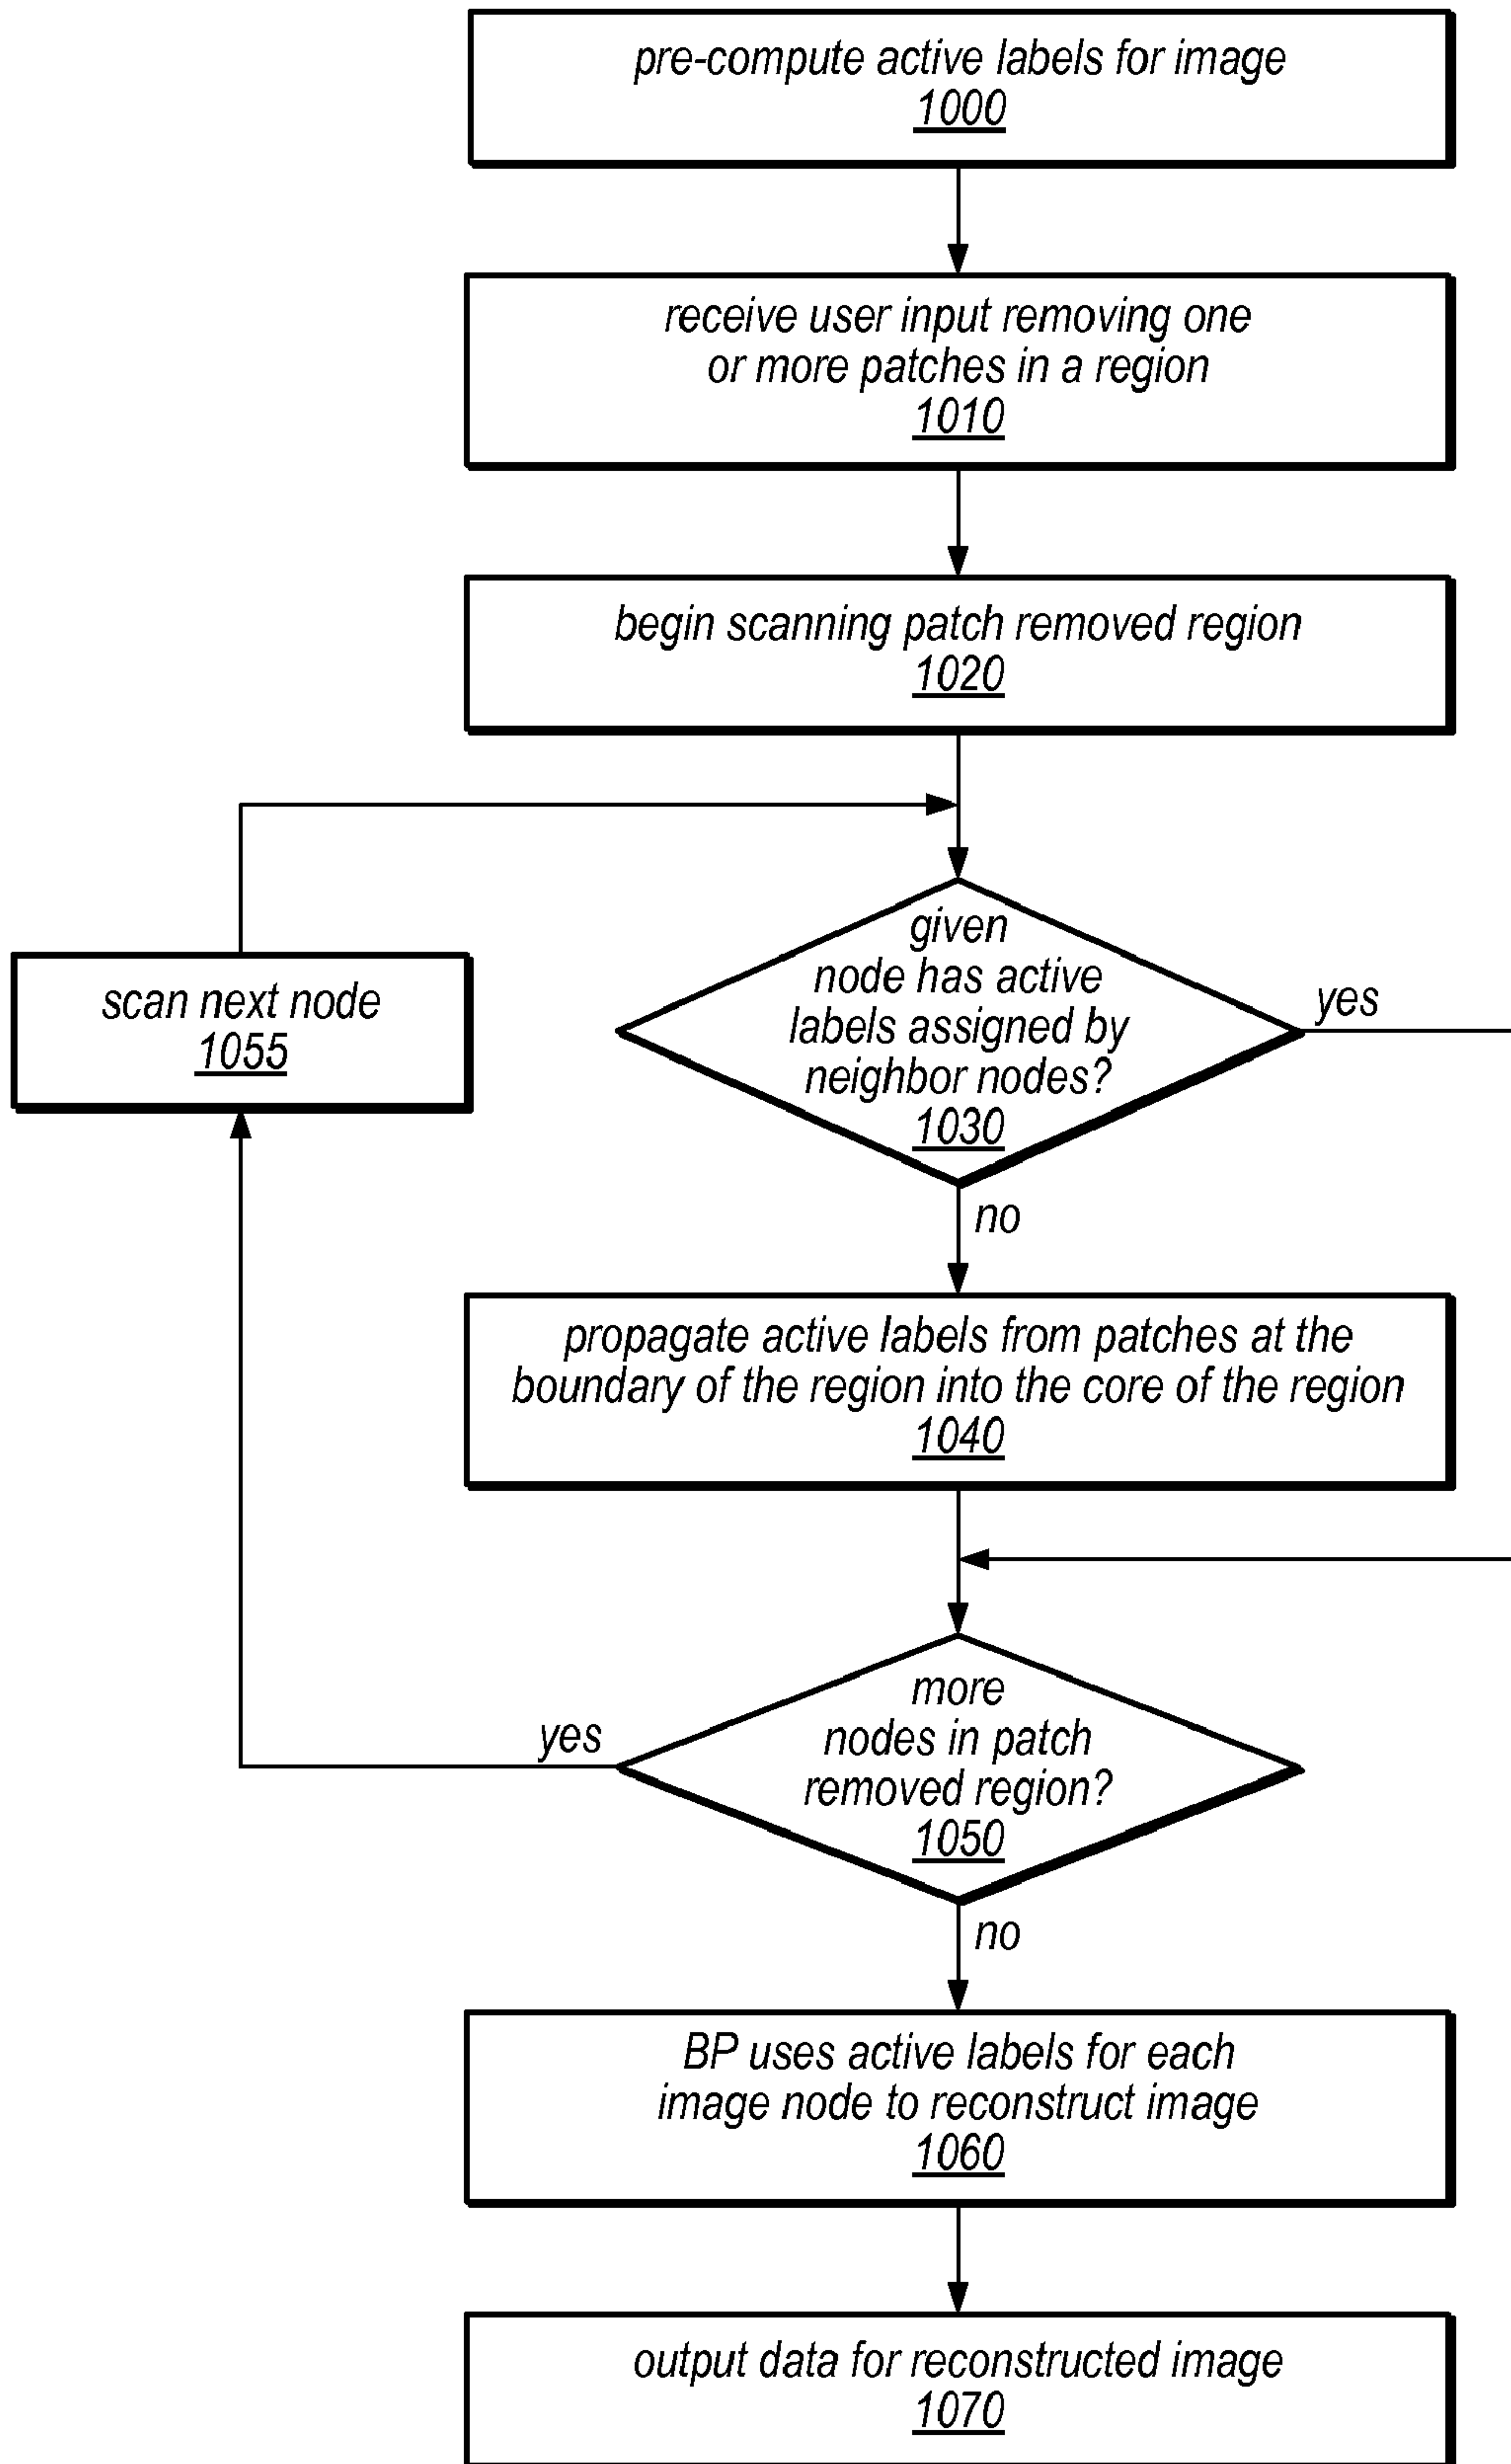 pre-compute active labels for image
1000
receive user input removing one
or more patches in a region
1010
begin scanning patch removed region
1020
given
node has active
labels assigned by
neighbor nodes?
1030
yes
scan next node
1055
no
propagate active labels from patches at the
boundary of the region into the core of the region
1040
more
nodes in patch
removed region?
1050
yes
no
BP uses active labels for each
image node to reconstruct image
1060
output data for reconstructed image
1070